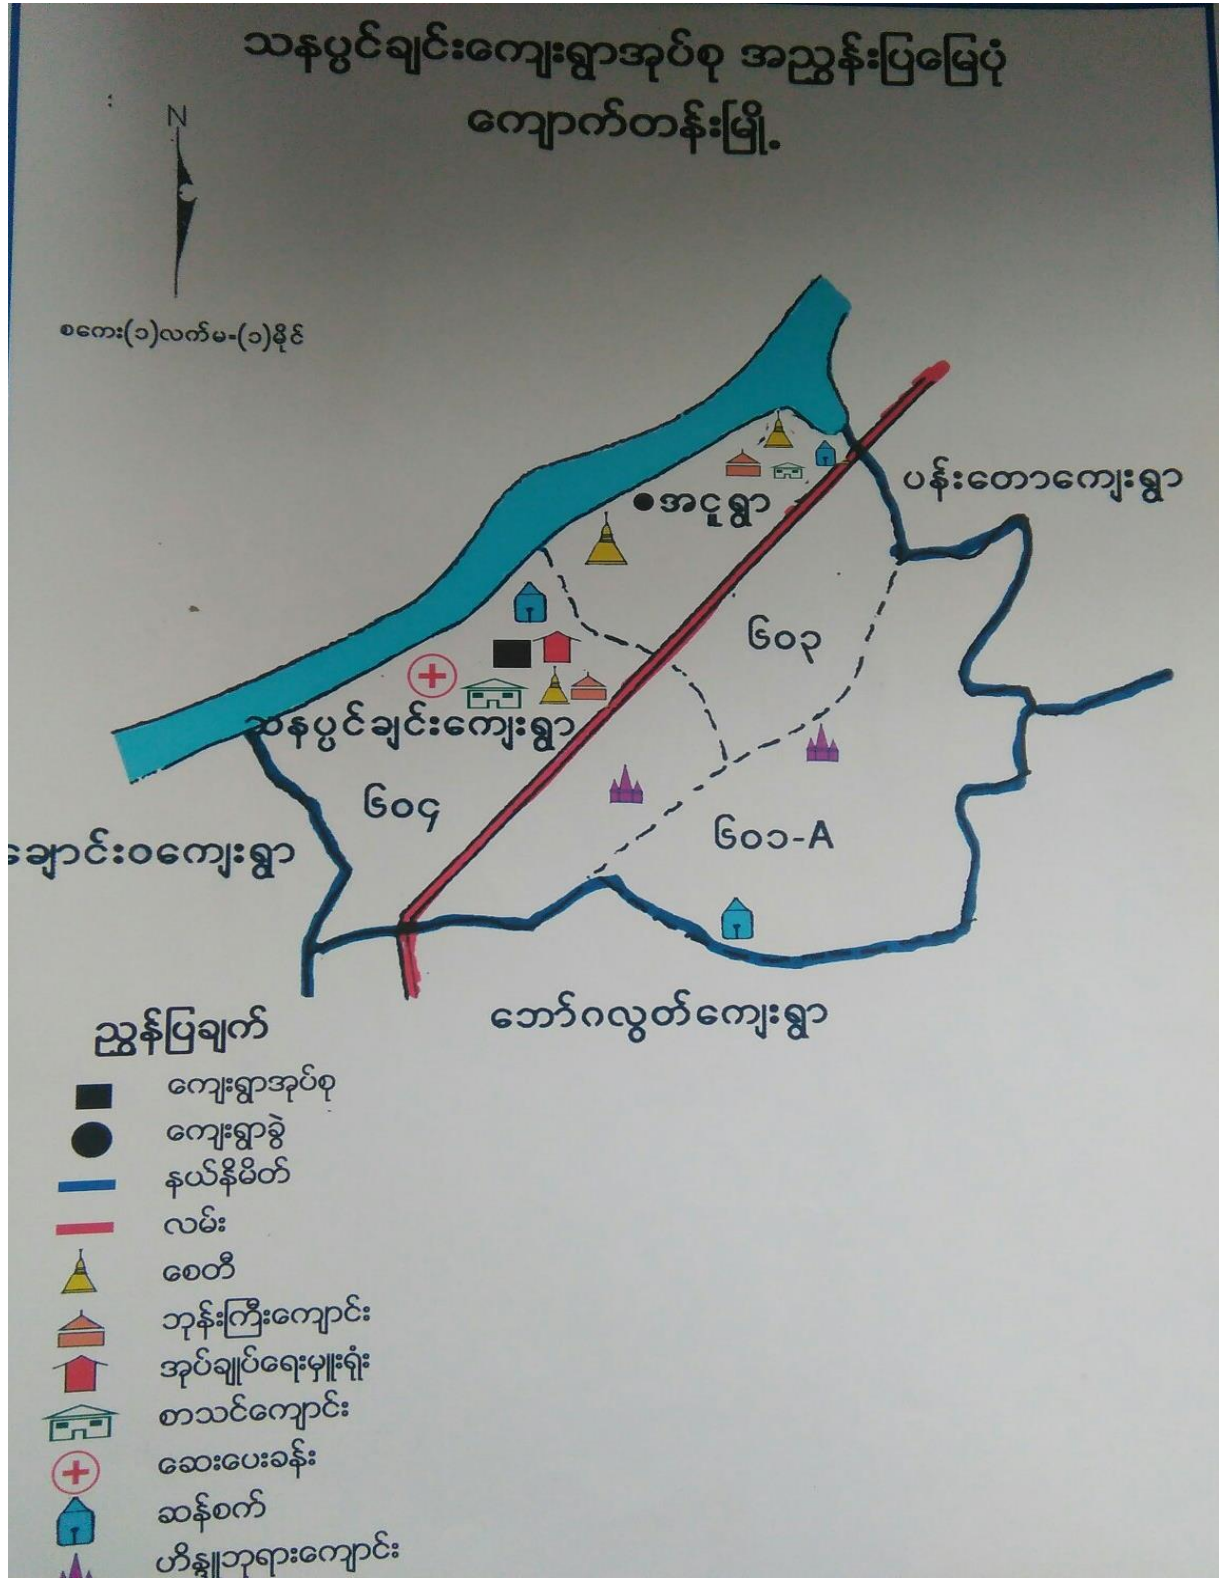 သနပ္ပင်ချင်းကျေးရွာအုပ်စု အညွှန်းပြမြေပုံ
ကျောက်တန်းမြို့
N
စကေး(၁)လက်မ-(၁)မိုင်
ပန်းတောကျေးရွာ
အငူရွာ
၆၀၃
သနပ္ပင်ချင်းကျေးရွာ
၆၀၄
၆၀၁-A
ချောင်းဝကျေးရွာ
ဘော်ဂလွတ်ကျေးရွာ
ညွှန်ပြချက်
ကျေးရွာအုပ်စု
ကျေးရွာခွဲ
နယ်နိမိတ်
လမ်း
စေတီ
ဘုန်းကြီးကျောင်း
အုပ်ချုပ်ရေးမှူးရုံး
စာသင်ကျောင်း
ဆေးပေးခန်း
ဆန်စက်
ဟိန္ဒူဘုရားကျောင်း